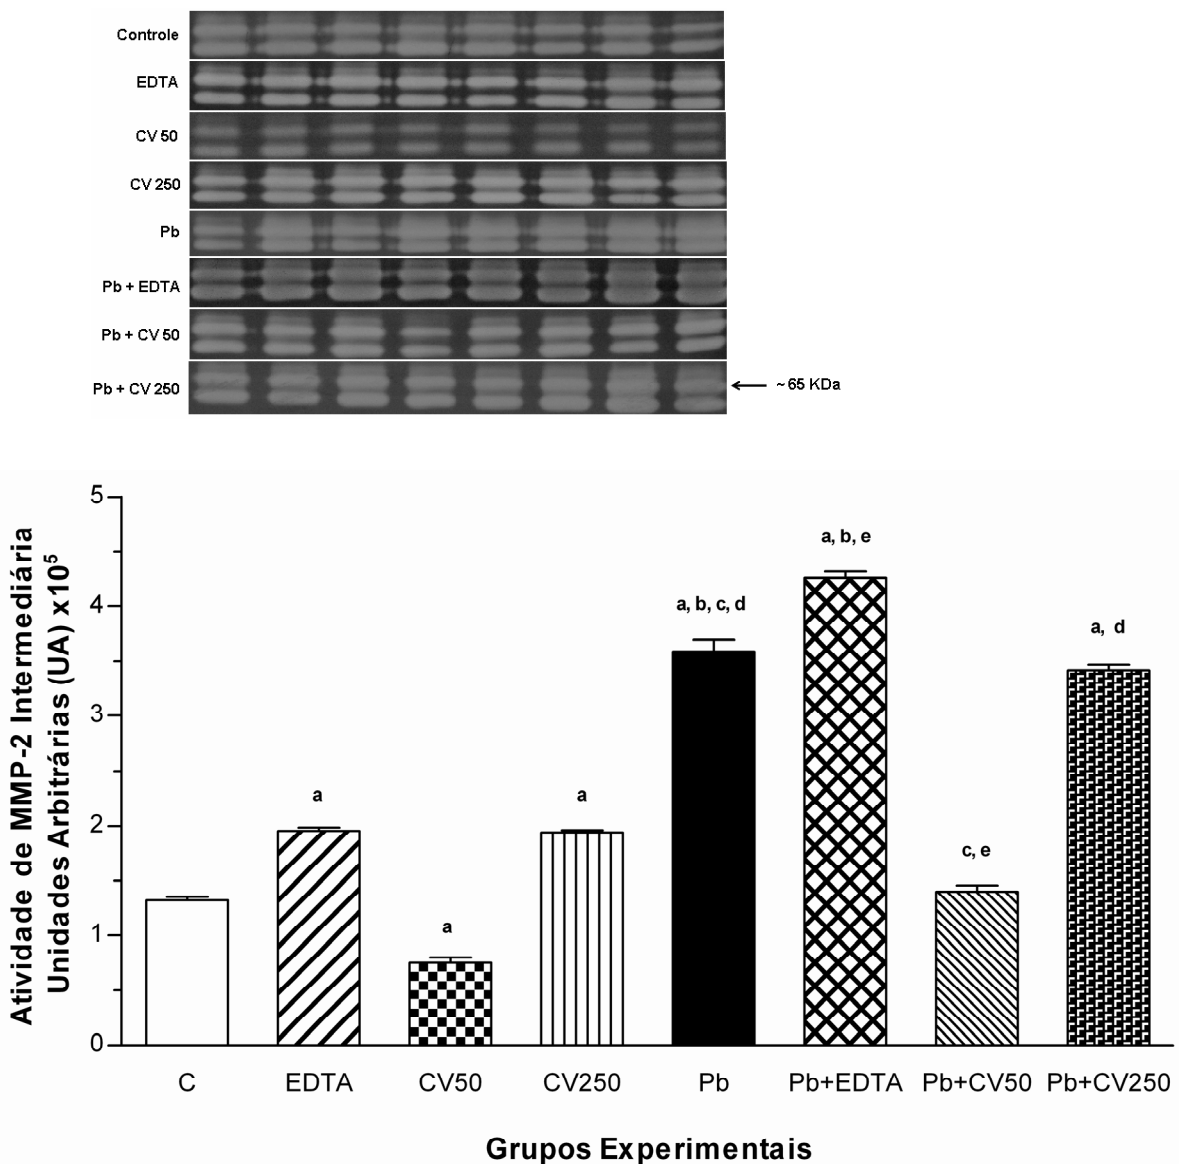 Controle
EDTA
CV 50
CV 250
Pb
Pb + EDTA
Pb + CV 50
Pb + CV 250
~ 65 KDa
Atividade de MMP-2 Intermediária
Unidades Arbitrárias (UA) x10⁵
5
4
3
2
1
0
a
a
a
a, b, c, d
a, b, e
c, e
a, d
C EDTA CV50 CV250 Pb Pb+EDTA Pb+CV50 Pb+CV250
Grupos Experimentais